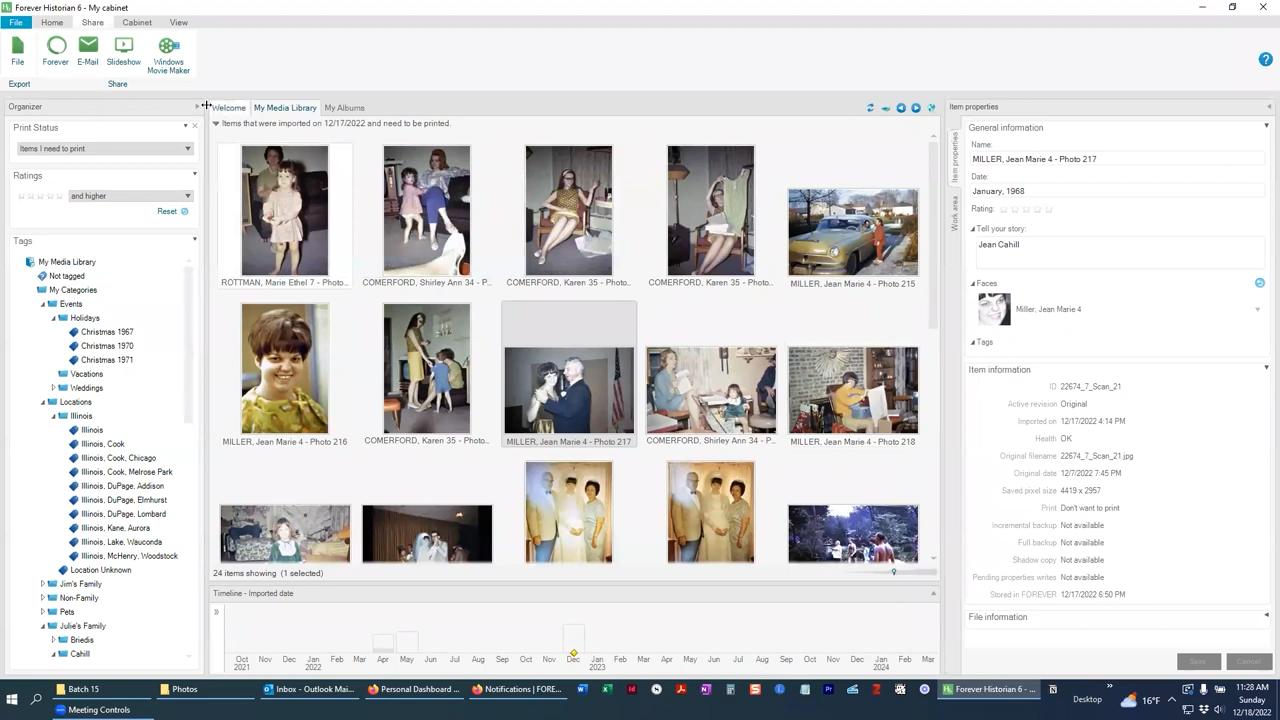 Forever Historian 6 - My cabinet
File Home Share Cabinet View
File Forever E-Mail Slideshow Windows Movie Maker
Export Share
Organizer
Print Status
Items I need to print
Ratings
and higher
Reset
Tags
My Media Library
Not tagged
My Categories
Events
Holidays
Christmas 1967
Christmas 1970
Christmas 1971
Vacations
Weddings
Locations
Illinois
Illinois
Illinois, Cook
Illinois, Cook, Chicago
Illinois, Cook, Melrose Park
Illinois, DuPage, Addison
Illinois, DuPage, Elmhurst
Illinois, DuPage, Lombard
Illinois, Kane, Aurora
Illinois, Lake, Wauconda
Illinois, McHenry, Woodstock
Location Unknown
Jim's Family
Non-Family
Pets
Julie's Family
Briedis
Cahill
Welcome My Media Library My Albums
Items that were imported on 12/17/2022 and need to be printed.
ROTTMAN, Marie Ethel 7 - Photo... COMERFORD, Shirley Ann 34 - P... COMERFORD, Karen 35 - Photo... COMERFORD, Karen 35 - Photo... MILLER, Jean Marie 4 - Photo 215
MILLER, Jean Marie 4 - Photo 216 COMERFORD, Karen 35 - Photo... MILLER, Jean Marie 4 - Photo 217 COMERFORD, Shirley Ann 34 - P... MILLER, Jean Marie 4 - Photo 218
24 items showing (1 selected)
Timeline - Imported date
Oct 2021 Nov Dec Jan 2022 Feb Mar Apr May Jun Jul Aug Sep Oct Nov Dec Jan 2023 Feb Mar Apr May Jun Jul Aug Sep Oct Nov Dec Jan 2024 Feb Mar
Item properties
Item properties
Work area
General information
Name:
MILLER, Jean Marie 4 - Photo 217
Date:
January, 1968
Rating:
Tell your story:
Jean Cahill
Faces
Miller, Jean Marie 4
Tags
Item information
ID 22674_7_Scan_21
Active revision Original
Imported on 12/17/2022 4:14 PM
Health OK
Original filename 22674_7_Scan_21.jpg
Original date 12/7/2022 7:45 PM
Saved pixel size 4419 x 2957
Print Don't want to print
Incremental backup Not available
Full backup Not available
Shadow copy Not available
Pending properties writes Not available
Stored in FOREVER 12/17/2022 6:50 PM
File information
Save Cancel
Batch 15 Photos Inbox - Outlook Mai... Personal Dashboard ... Notifications | FORE... Forever Historian 6 - ... Desktop 16°F 11:28 AM
Sunday
Meeting Controls 12/18/2022